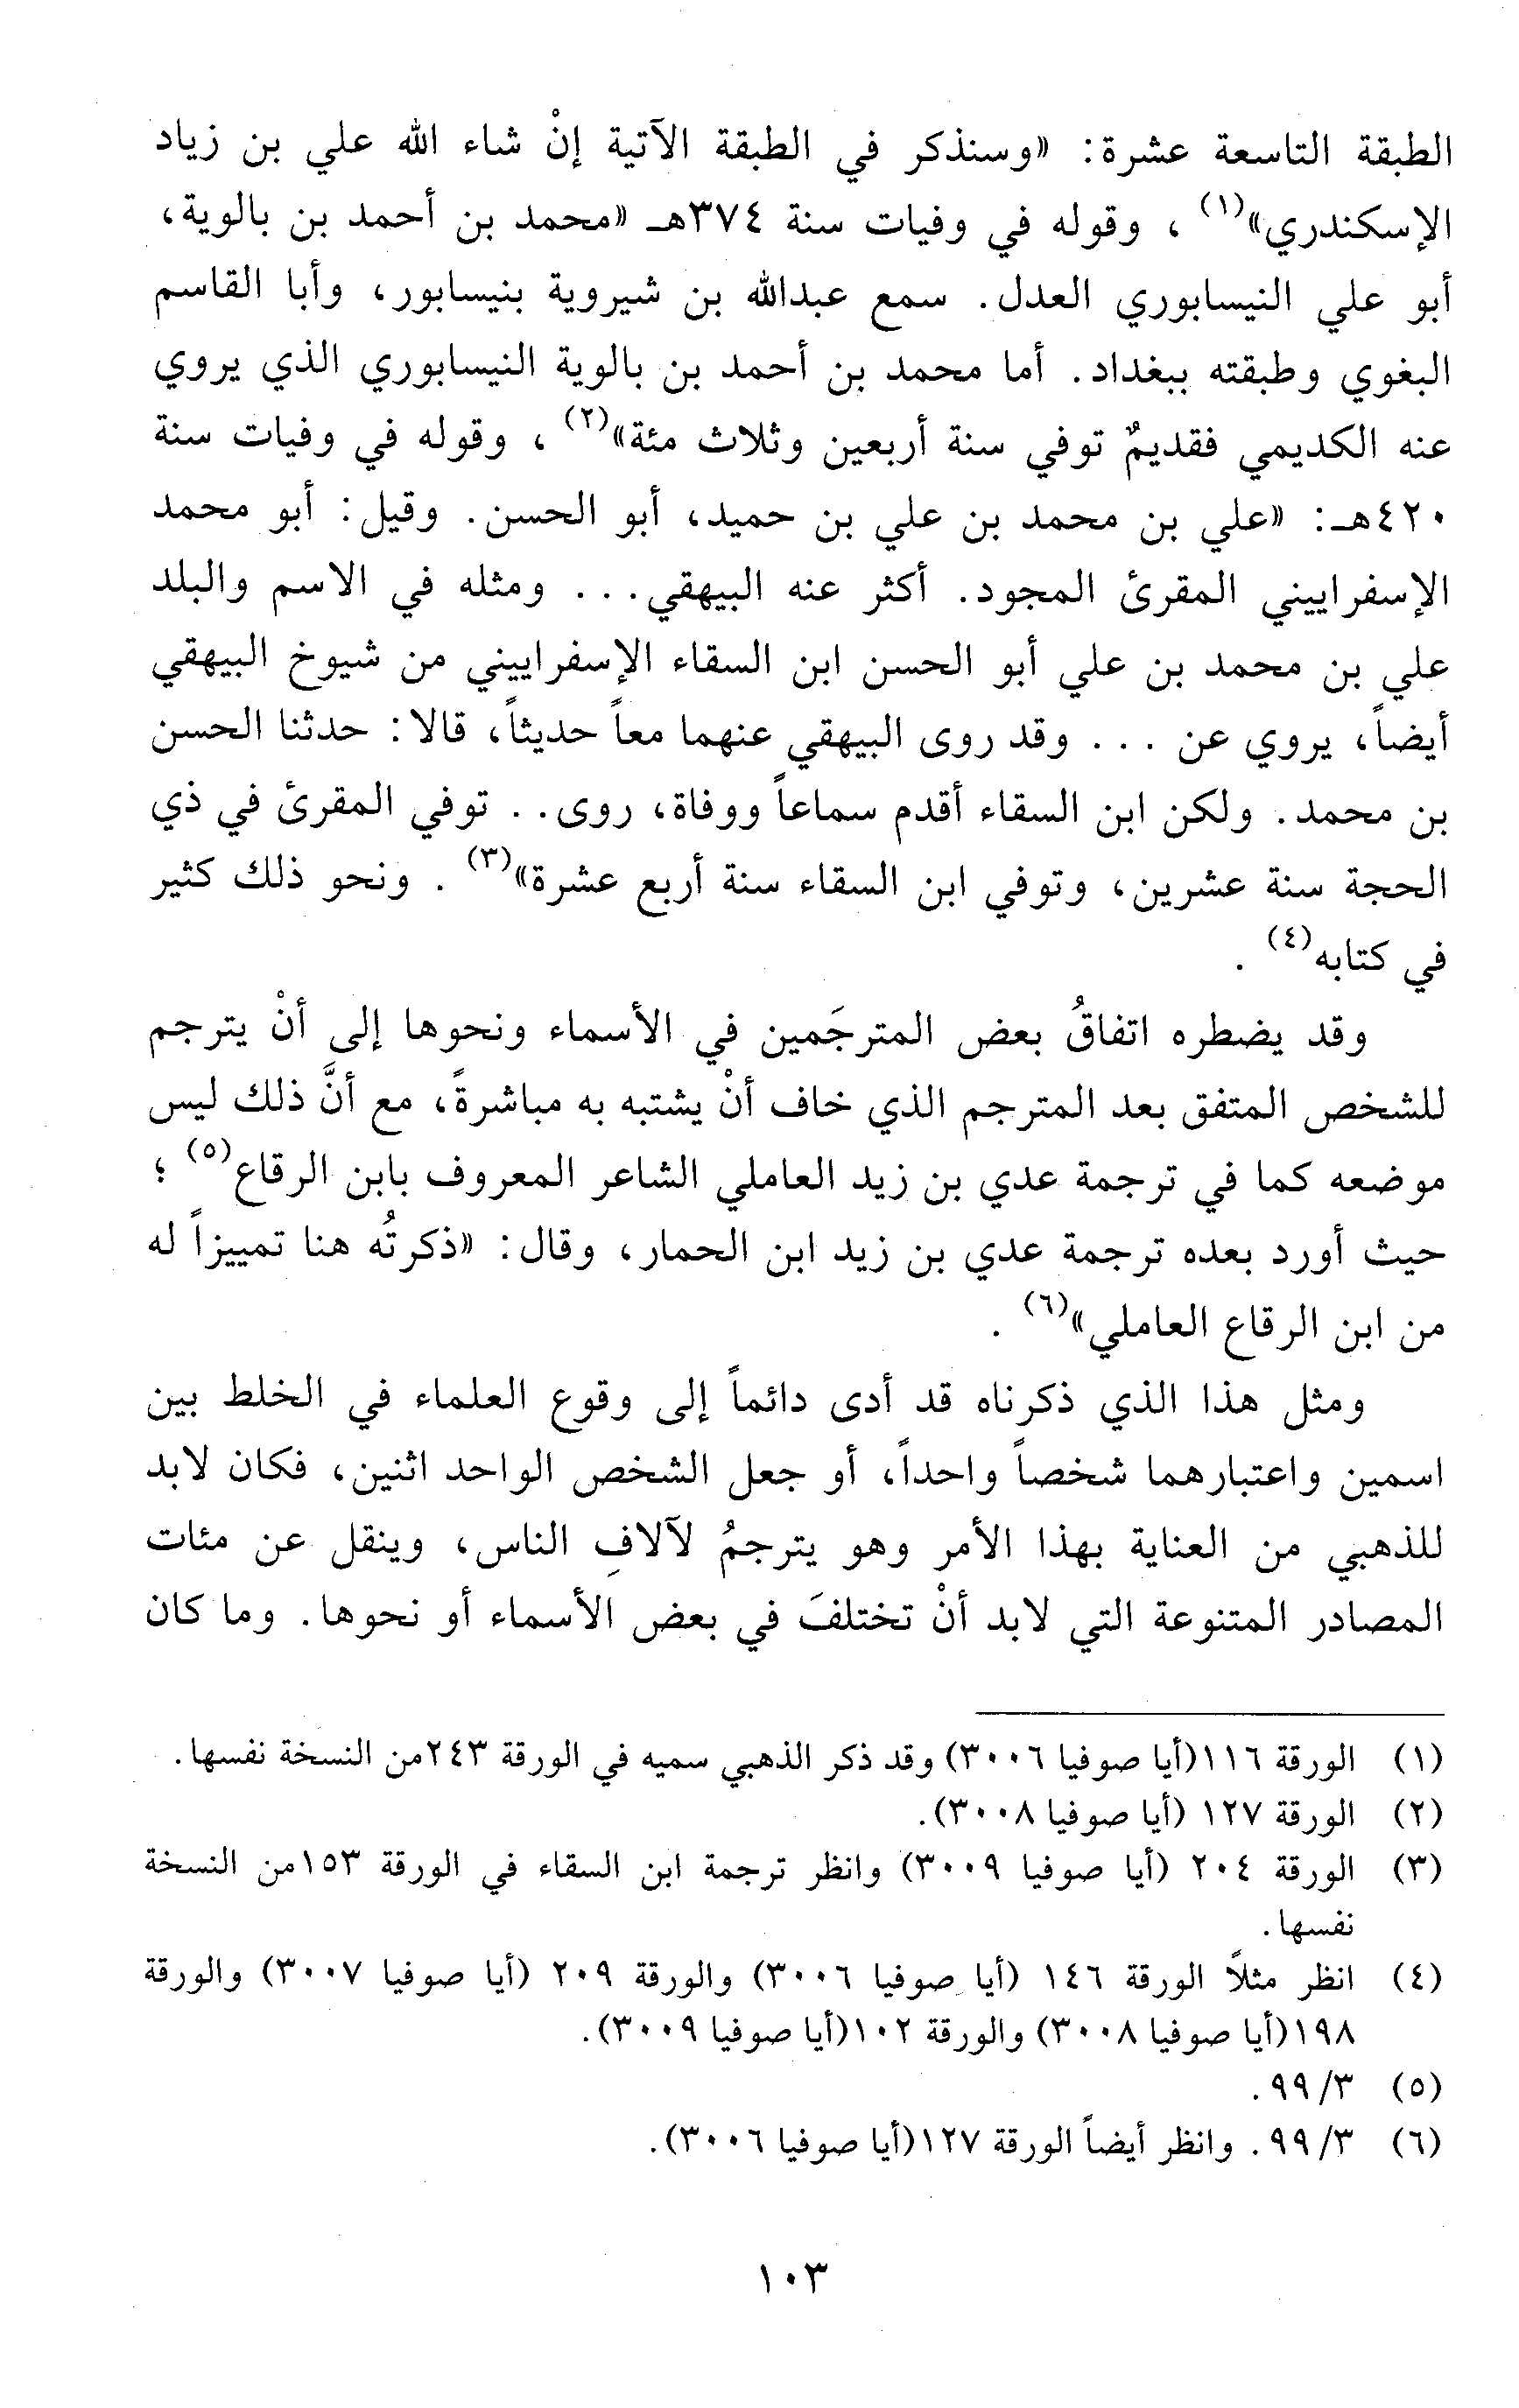 الطبقة التاسعة عشرة: «وسنذكر في الطبقة الآتية إنْ شاء الله علي بن زياد
الإسكندري»(١) ، وقوله في وفيات سنة ٣٧٤هـ «محمد بن أحمد بن بالوية،
أبو علي النيسابوري العدل. سمع عبدالله بن شيروية بنيسابور، وأبا القاسم
البغوي وطبقته ببغداد. أما محمد بن أحمد بن بالوية النيسابوري الذي يروي
عنه الكديمي فقديمٌ توفي سنة أربعين وثلاث مئة»(٢) ، وقوله في وفيات سنة
٤٢٠هـ: «علي بن محمد بن علي بن حميد، أبو الحسن. وقيل: أبو محمد
الإسفراييني المقرئ المجود. أكثر عنه البيهقي... ومثله في الاسم والبلد
علي بن محمد بن علي أبو الحسن ابن السقاء الإسفراييني من شيوخ البيهقي
أيضاً، يروي عن ... وقد روى البيهقي عنهما معاً حديثاً، قالا: حدثنا الحسن
بن محمد. ولكن ابن السقاء أقدم سماعاً ووفاة، روى.. توفي المقرئ في ذي
الحجة سنة عشرين، وتوفي ابن السقاء سنة أربع عشرة»(٣) . ونحو ذلك كثير
في كتابه(٤) .
وقد يضطره اتفاقُ بعض المترجَمين في الأسماء ونحوها إلى أنْ يترجم
للشخص المتفق بعد المترجم الذي خاف أنْ يشتبه به مباشرةً، مع أنَّ ذلك ليس
موضعه كما في ترجمة عدي بن زيد العاملي الشاعر المعروف بابن الرقاع(٥) ؛
حيث أورد بعده ترجمة عدي بن زيد ابن الحمار، وقال: «ذكرتُه هنا تمييزاً له
من ابن الرقاع العاملي»(٦) .
ومثل هذا الذي ذكرناه قد أدى دائماً إلى وقوع العلماء في الخلط بين
اسمين واعتبارهما شخصاً واحداً، أو جعل الشخص الواحد اثنين، فكان لابد
للذهبي من العناية بهذا الأمر وهو يترجمُ لآلافِ الناس، وينقل عن مئات
المصادر المتنوعة التي لابد أنْ تختلفَ في بعض الأسماء أو نحوها. وما كان
(١) الورقة ١١٦(أيا صوفيا ٣٠٠٦) وقد ذكر الذهبي سميه في الورقة ٢٤٣من النسخة نفسها.
(٢) الورقة ١٢٧ (أيا صوفيا ٣٠٠٨).
(٣) الورقة ٢٠٤ (أيا صوفيا ٣٠٠٩) وانظر ترجمة ابن السقاء في الورقة ١٥٣من النسخة
نفسها.
(٤) انظر مثلاً الورقة ١٤٦ (أيا صوفيا ٣٠٠٦) والورقة ٢٠٩ (أيا صوفيا ٣٠٠٧) والورقة
١٩٨(أيا صوفيا ٣٠٠٨) والورقة ١٠٢(أيا صوفيا ٣٠٠٩).
(٥) ٩٩/٣.
(٦) ٩٩/٣. وانظر أيضاً الورقة ١٢٧(أيا صوفيا ٣٠٠٦).
١٠٣